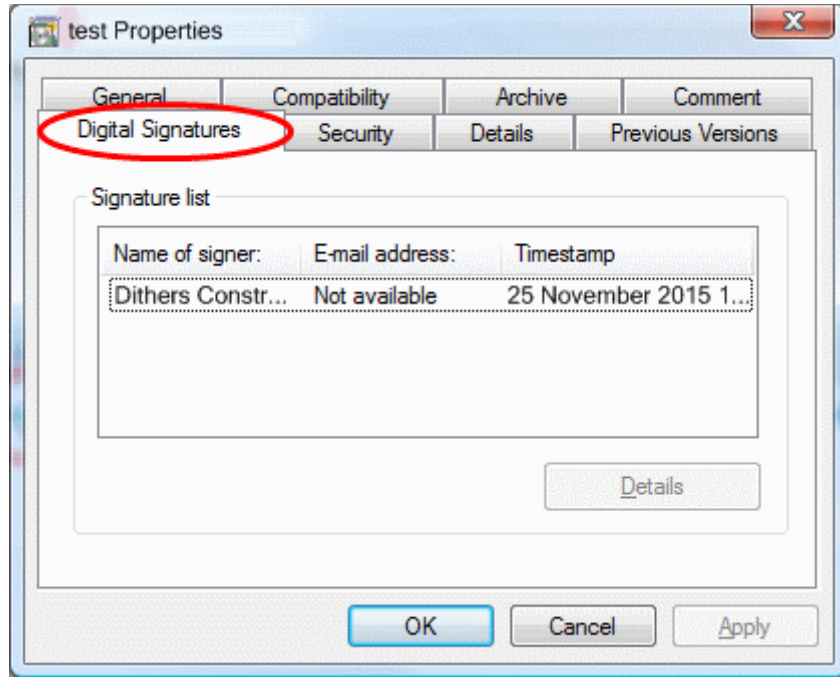 test Properties
General Compatibility Archive Comment
Digital Signatures Security Details Previous Versions
Signature list
Name of signer: E-mail address: Timestamp
Dithers Constr... Not available 25 November 2015 1...
Details
OK Cancel Apply